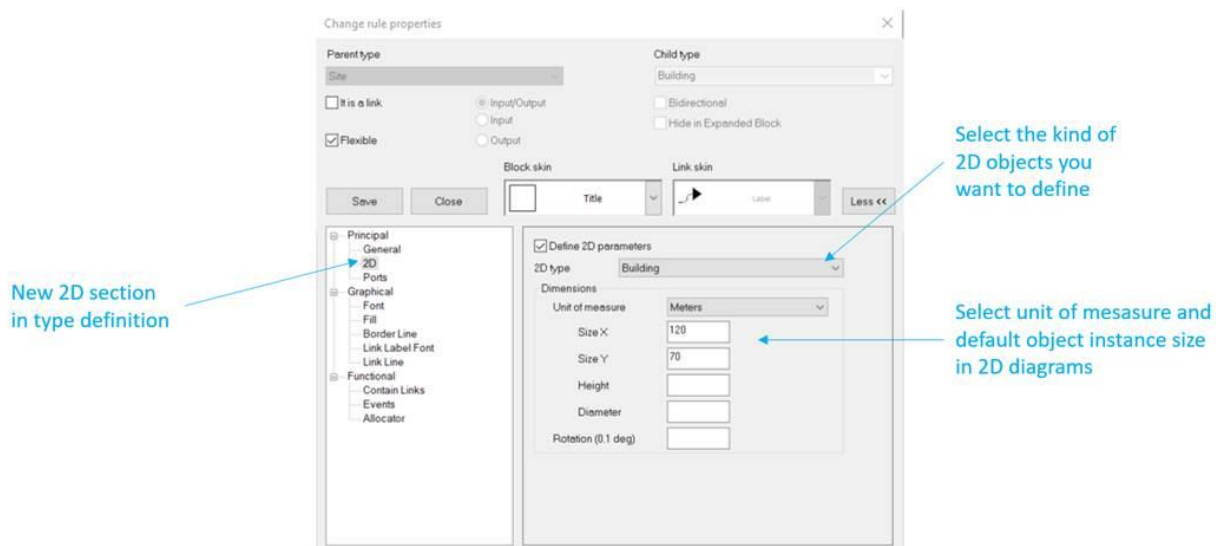 Change rule properties
Parent type
Child type
Site
Building
It is a link
Input/Output
Bidirectional
Input
Hide in Expanded Block
Flexible
Output
Block skin
Link skin
Save
Close
Title
Label
Less <<
Principal
General
2D
Ports
Graphical
Font
Fill
Border Line
Link Label Font
Link Line
Functional
Contain Links
Events
Allocator
Define 2D parameters
2D type
Building
Dimensions
Unit of measure
Meters
Size X
120
Size Y
70
Height
Diameter
Rotation (0.1 deg)
New 2D section
in type definition
Select the kind of
2D objects you
want to define
Select unit of mesasure and
default object instance size
in 2D diagrams